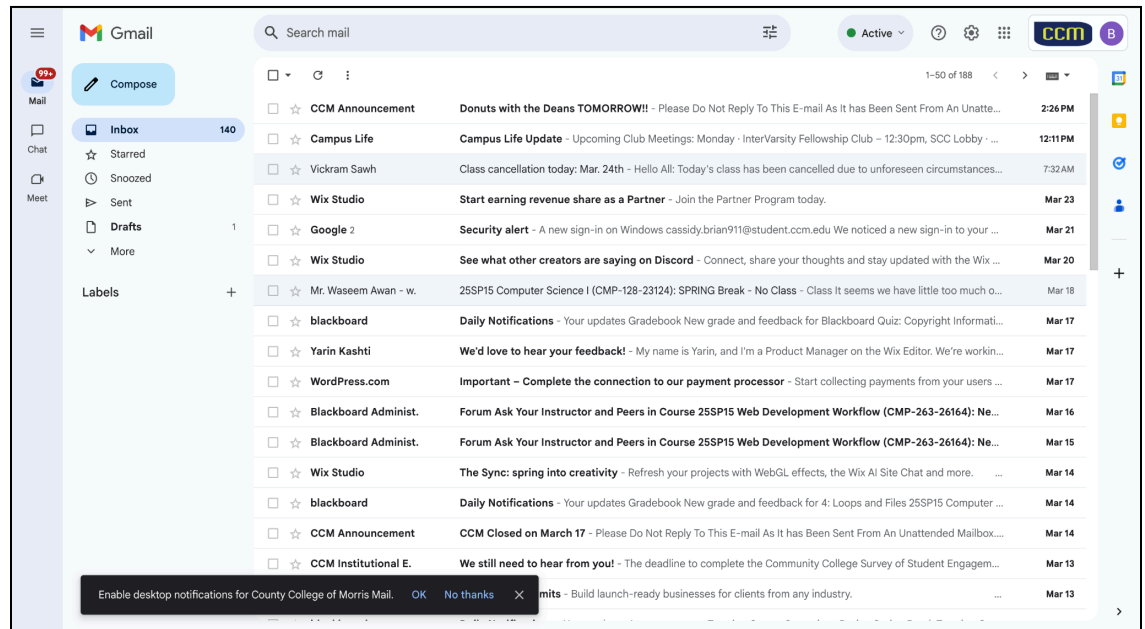 Gmail
Search mail
Active
ccm
B
99+
Mail
Chat
Meet
Compose
Inbox 140
Starred
Snoozed
Sent
Drafts 1
More
Labels
1–50 of 188
31
CCM Announcement Donuts with the Deans TOMORROW!! - Please Do Not Reply To This E-mail As It has Been Sent From An Unatte... 2:26 PM
Campus Life Campus Life Update - Upcoming Club Meetings: Monday · InterVarsity Fellowship Club – 12:30pm, SCC Lobby · ... 12:11 PM
Vickram Sawh Class cancellation today: Mar. 24th - Hello All: Today's class has been cancelled due to unforeseen circumstances... 7:32 AM
Wix Studio Start earning revenue share as a Partner - Join the Partner Program today. Mar 23
Google 2 Security alert - A new sign-in on Windows cassidy.brian911@student.ccm.edu We noticed a new sign-in to your ... Mar 21
Wix Studio See what other creators are saying on Discord - Connect, share your thoughts and stay updated with the Wix ... Mar 20
Mr. Waseem Awan - w. 25SP15 Computer Science I (CMP-128-23124): SPRING Break - No Class - Class It seems we have little too much o... Mar 18
blackboard Daily Notifications - Your updates Gradebook New grade and feedback for Blackboard Quiz: Copyright Informati... Mar 17
Yarin Kashti We'd love to hear your feedback! - My name is Yarin, and I'm a Product Manager on the Wix Editor. We're workin... Mar 17
WordPress.com Important – Complete the connection to our payment processor - Start collecting payments from your users ... Mar 17
Blackboard Administ. Forum Ask Your Instructor and Peers in Course 25SP15 Web Development Workflow (CMP-263-26164): Ne... Mar 16
Blackboard Administ. Forum Ask Your Instructor and Peers in Course 25SP15 Web Development Workflow (CMP-263-26164): Ne... Mar 15
Wix Studio The Sync: spring into creativity - Refresh your projects with WebGL effects, the Wix AI Site Chat and more. ... Mar 14
blackboard Daily Notifications - Your updates Gradebook New grade and feedback for 4: Loops and Files 25SP15 Computer ... Mar 14
CCM Announcement CCM Closed on March 17 - Please Do Not Reply To This E-mail As It has Been Sent From An Unattended Mailbox.... Mar 14
CCM Institutional E. We still need to hear from you! - The deadline to complete the Community College Survey of Student Engagem... Mar 13
mits - Build launch-ready businesses for clients from any industry. ... Mar 13
Enable desktop notifications for County College of Morris Mail. OK No thanks